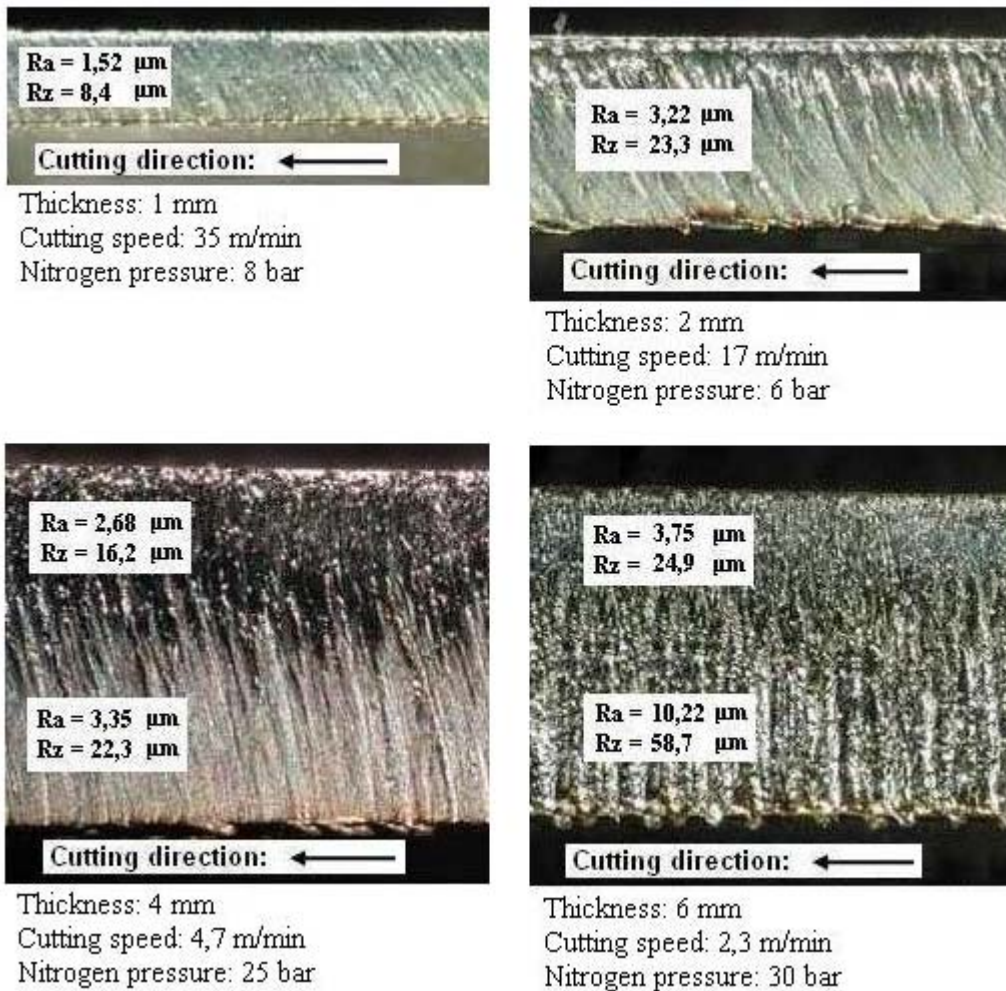 Ra = 1,52 μm
Rz = 8,4 μm
Cutting direction:
Thickness: 1 mm
Cutting speed: 35 m/min
Nitrogen pressure: 8 bar
Ra = 3,22 μm
Rz = 23,3 μm
Cutting direction:
Thickness: 2 mm
Cutting speed: 17 m/min
Nitrogen pressure: 6 bar
Ra = 2,68 μm
Rz = 16,2 μm
Ra = 3,35 μm
Rz = 22,3 μm
Cutting direction:
Thickness: 4 mm
Cutting speed: 4,7 m/min
Nitrogen pressure: 25 bar
Ra = 3,75 μm
Rz = 24,9 μm
Ra = 10,22 μm
Rz = 58,7 μm
Cutting direction:
Thickness: 6 mm
Cutting speed: 2,3 m/min
Nitrogen pressure: 30 bar